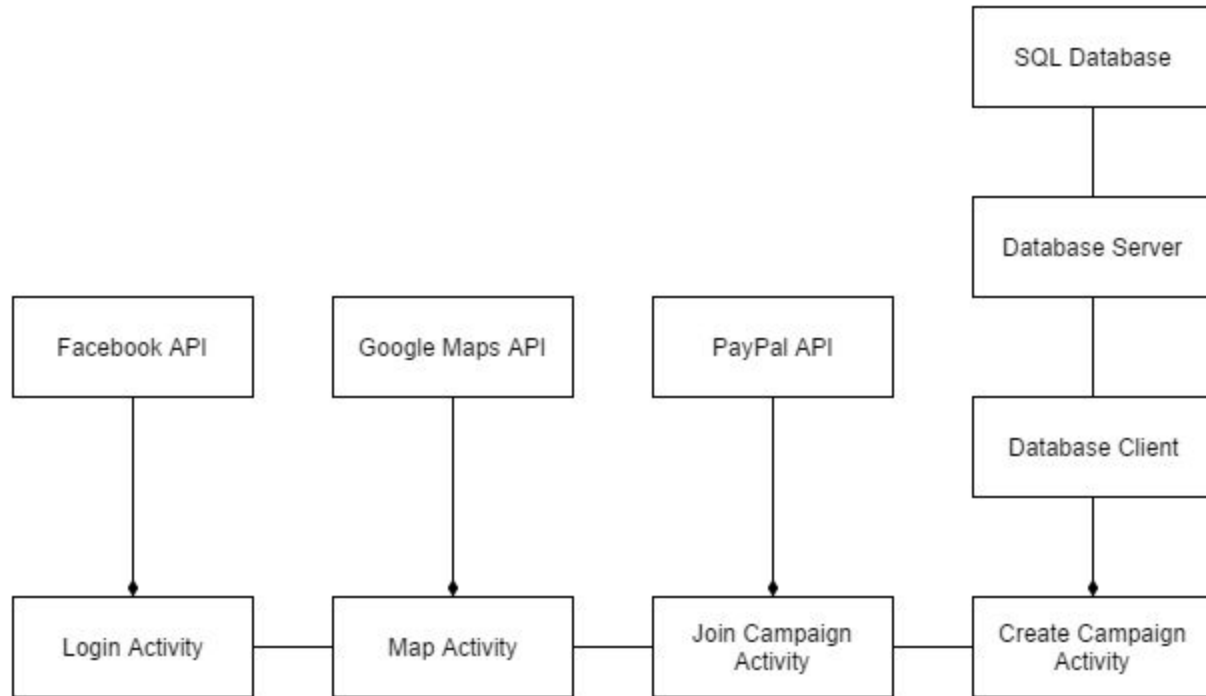 SQL Database
Database Server
Facebook API
Google Maps API
PayPal API
Database Client
Login Activity
Map Activity
Join Campaign
Activity
Create Campaign
Activity